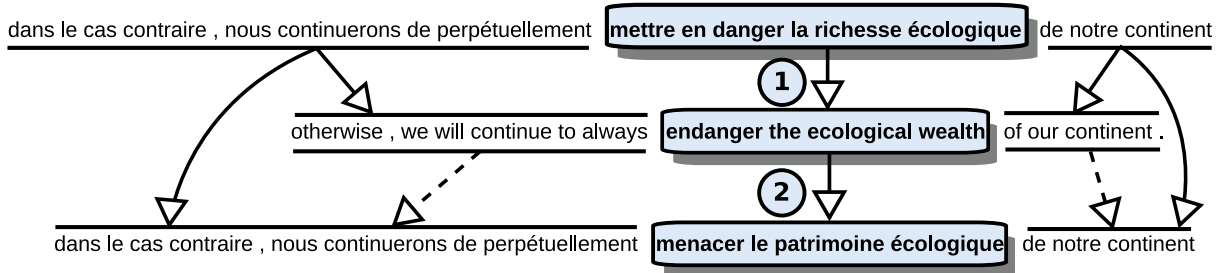 dans le cas contraire , nous continuerons de perpétuellement mettre en danger la richesse écologique de notre continent
1
otherwise , we will continue to always endanger the ecological wealth of our continent .
2
dans le cas contraire , nous continuerons de perpétuellement menacer le patrimoine écologique de notre continent